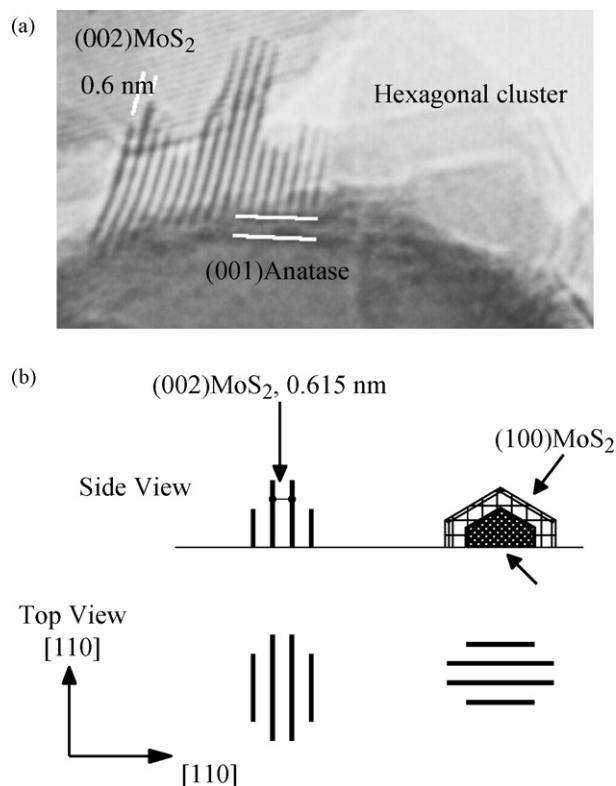 (a)
(002)MoS₂
0.6 nm
Hexagonal cluster
(001)Anatase
(b)
(002)MoS₂, 0.615 nm
(100)MoS₂
Side View
Top View
[110]
[110]